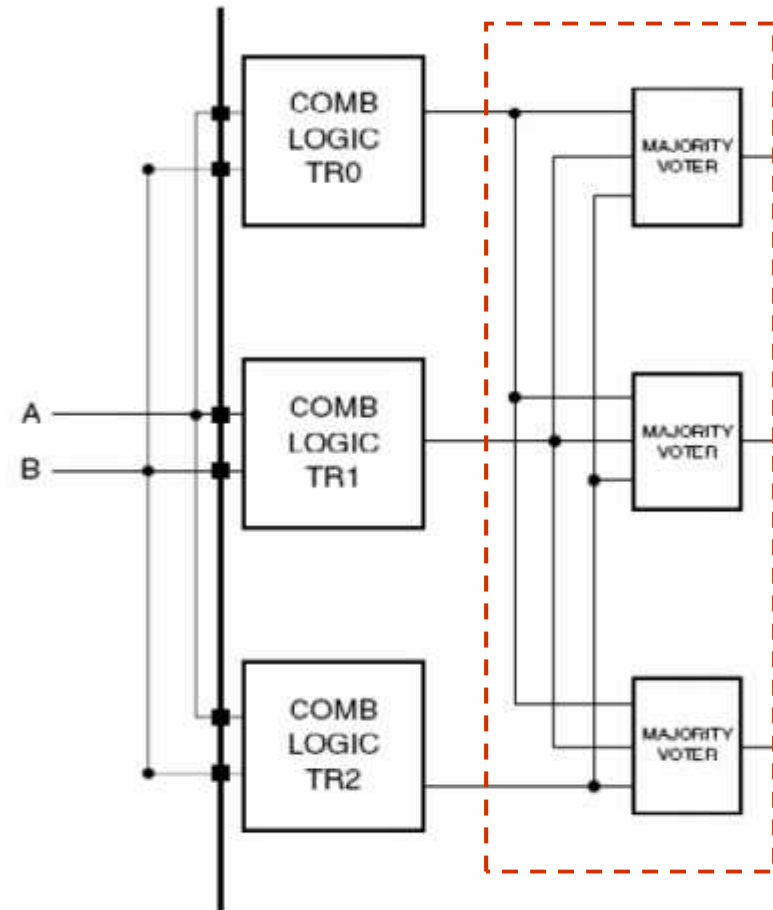 COMB
LOGIC
TR0
MAJORITY
VOTER
A
B
COMB
LOGIC
TR1
MAJORITY
VOTER
COMB
LOGIC
TR2
MAJORITY
VOTER